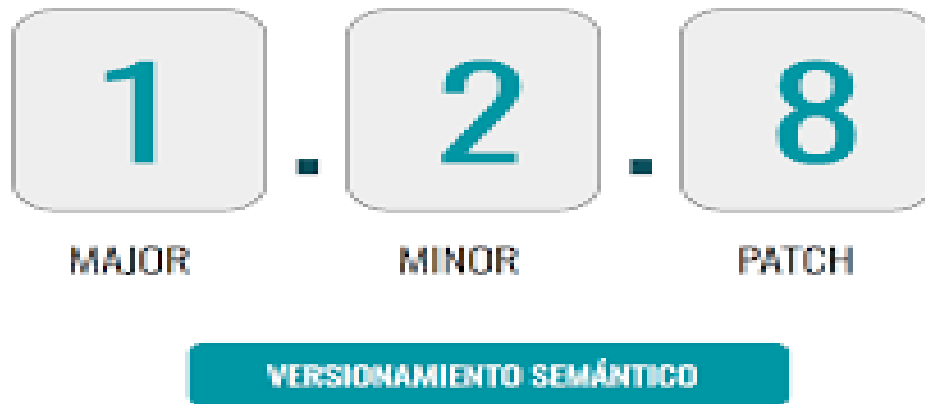 1 . 2 . 8
MAJOR MINOR PATCH
VERSIONAMIENTO SEMÁNTICO